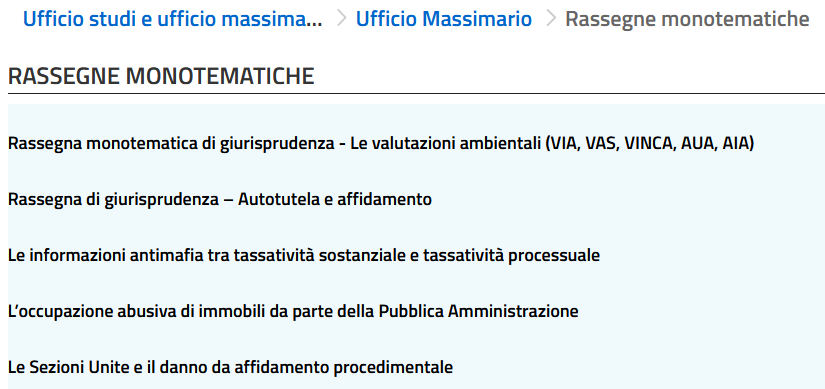 Ufficio studi e ufficio massima... > Ufficio Massimario > Rassegne monotematiche
RASSEGNE MONOTEMATICHE
Rassegna monotematica di giurisprudenza - Le valutazioni ambientali (VIA, VAS, VINCA, AUA, AIA)
Rassegna di giurisprudenza – Autotutela e affidamento
Le informazioni antimafia tra tassatività sostanziale e tassatività processuale
L’occupazione abusiva di immobili da parte della Pubblica Amministrazione
Le Sezioni Unite e il danno da affidamento procedimentale